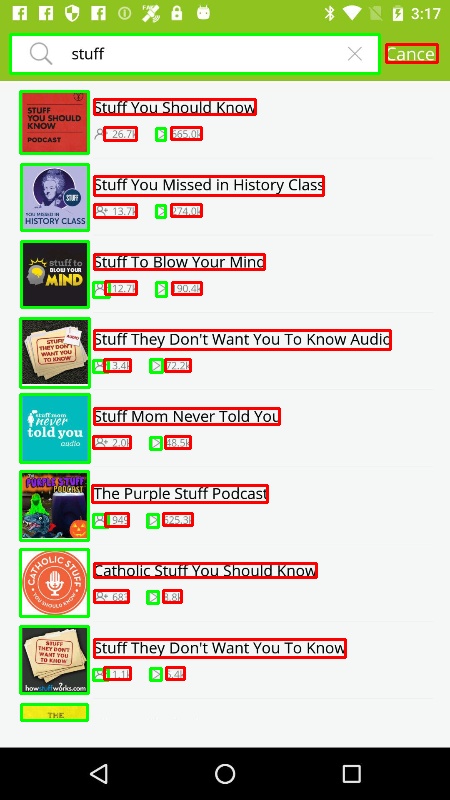 3:17
stuff
Cancel
STUFF
YOU SHOULD
KNOW
PODCAST
Stuff You Should Know
26.7k 565.0k
STUFF
YOU MISSED IN
HISTORY CLASS
Stuff You Missed in History Class
13.7k 274.0k
stuff to
BLOW YOUR
MIND
Stuff To Blow Your Mind
12.7k 190.4k
AUDIO
STUFF
THEY DON'T
WANT YOU
TO KNOW
Stuff They Don't Want You To Know Audio
3.4k 72.2k
stuff mom
never
told you
audio
Stuff Mom Never Told You
2.0k 48.5k
THE
PURPLE STUFF
PODCAST
The Purple Stuff Podcast
949 525.3k
CATHOLIC STUFF
YOU SHOULD KNOW
Catholic Stuff You Should Know
STUFF
THEY DON'T
WANT YOU
TO KNOW
howstuffworks.com
Stuff They Don't Want You To Know
1.1k 5.4k
THE